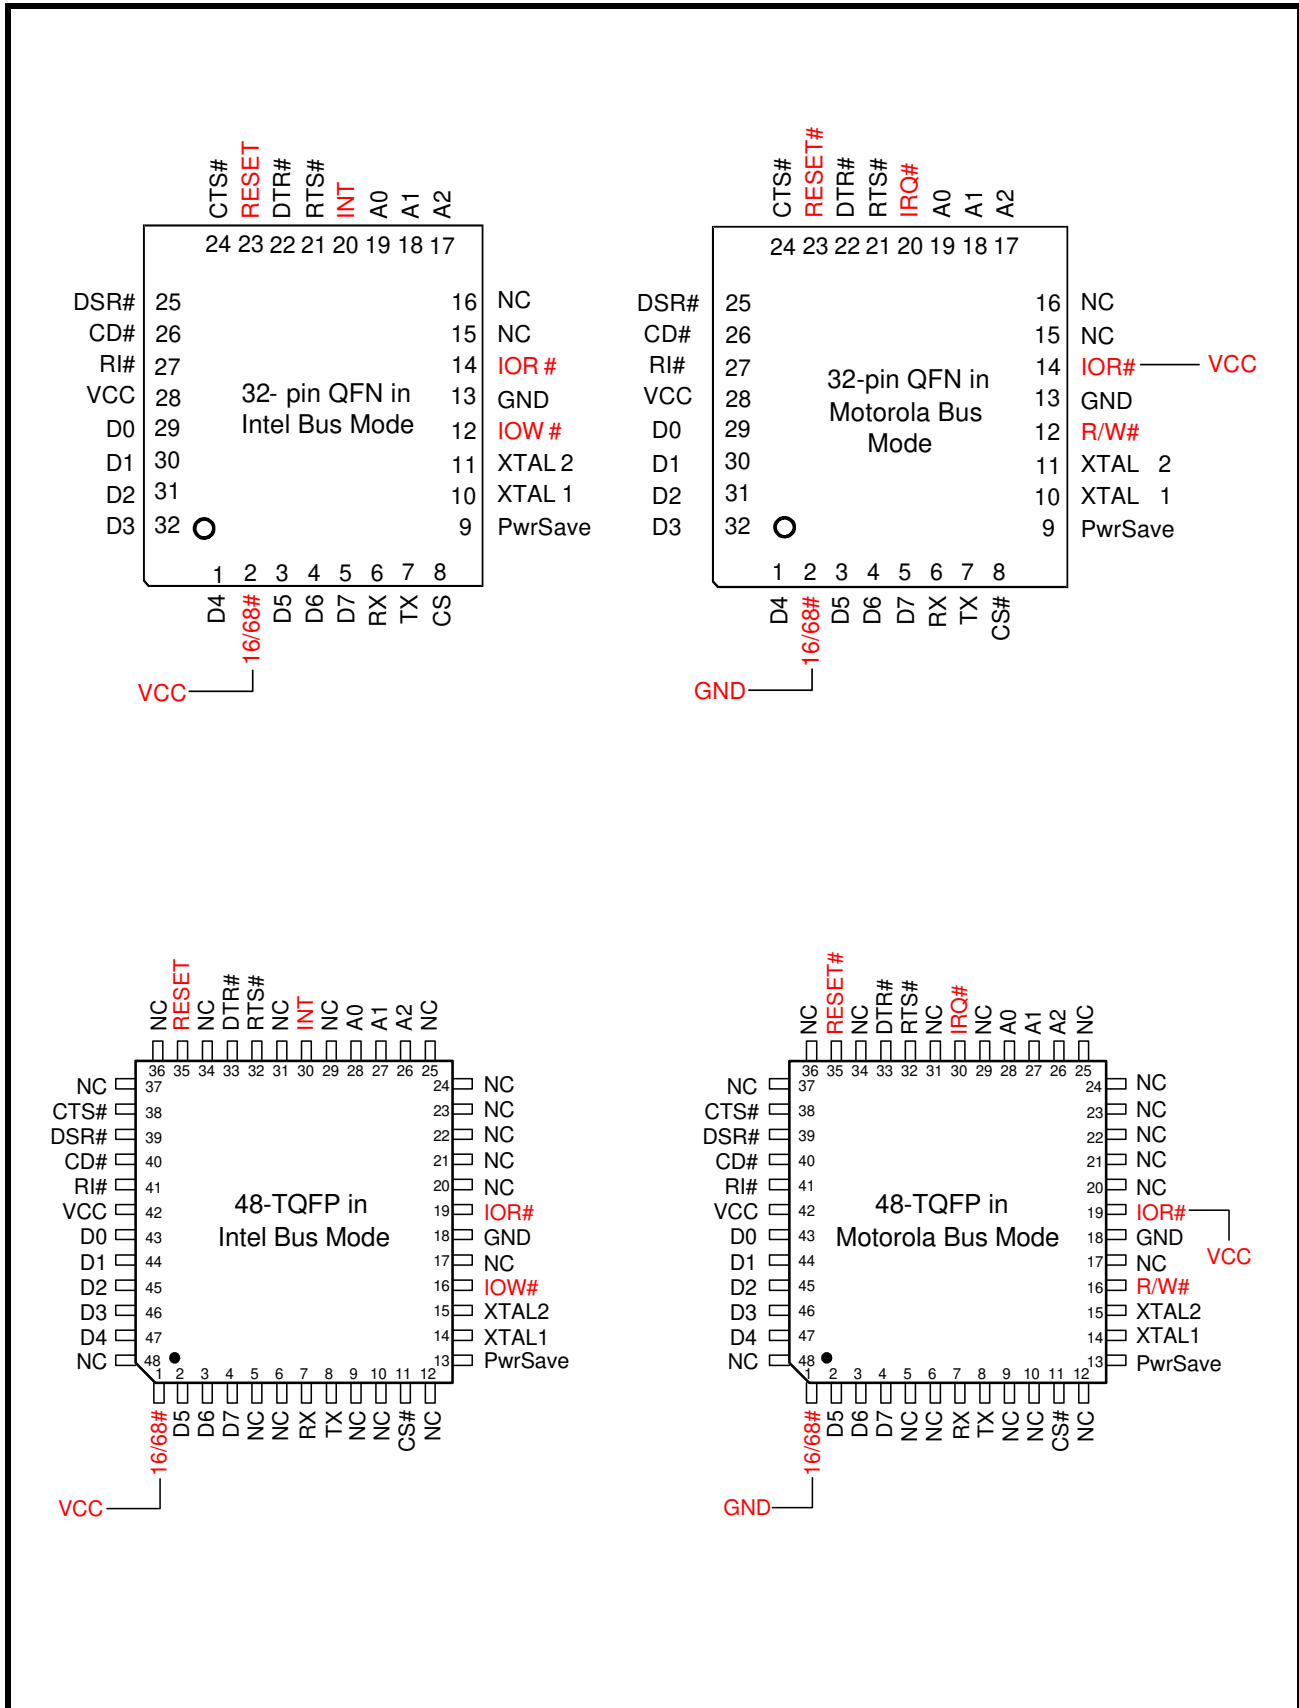 CTS# RESET DTR# RTS# INT A0 A1 A2
24 23 22 21 20 19 18 17
DSR# 25 16 NC
CD# 26 15 NC
RI# 27 14 IOR #
VCC 28 13 GND
D0 29 12 IOW #
D1 30 11 XTAL 2
D2 31 10 XTAL 1
D3 32 9 PwrSave
32- pin QFN in
Intel Bus Mode
1 2 3 4 5 6 7 8
D4 16/68# D5 D6 D7 RX TX CS
VCC
CTS# RESET# DTR# RTS# IRQ# A0 A1 A2
24 23 22 21 20 19 18 17
DSR# 25 16 NC
CD# 26 15 NC
RI# 27 14 IOR# VCC
VCC 28 13 GND
D0 29 12 R/W#
D1 30 11 XTAL 2
D2 31 10 XTAL 1
D3 32 9 PwrSave
32-pin QFN in
Motorola Bus
Mode
1 2 3 4 5 6 7 8
D4 16/68# D5 D6 D7 RX TX CS#
GND
NC RESET NC DTR# RTS# NC INT NC A0 A1 A2 NC
36 35 34 33 32 31 30 29 28 27 26 25
NC 37 24 NC
CTS# 38 23 NC
DSR# 39 22 NC
CD# 40 21 NC
RI# 41 20 NC
VCC 42 19 IOR#
D0 43 18 GND
D1 44 17 NC
D2 45 16 IOW#
D3 46 15 XTAL2
D4 47 14 XTAL1
NC 48 13 PwrSave
48-TQFP in
Intel Bus Mode
1 2 3 4 5 6 7 8 9 10 11 12
16/68# D5 D6 D7 NC NC RX TX NC NC CS# NC
VCC
NC RESET# NC DTR# RTS# NC IRQ# NC A0 A1 A2 NC
36 35 34 33 32 31 30 29 28 27 26 25
NC 37 24 NC
CTS# 38 23 NC
DSR# 39 22 NC
CD# 40 21 NC
RI# 41 20 NC
VCC 42 19 IOR#
D0 43 18 GND
VCC
D1 44 17 NC
D2 45 16 R/W#
D3 46 15 XTAL2
D4 47 14 XTAL1
NC 48 13 PwrSave
48-TQFP in
Motorola Bus Mode
1 2 3 4 5 6 7 8 9 10 11 12
16/68# D5 D6 D7 NC NC RX TX NC NC CS# NC
GND